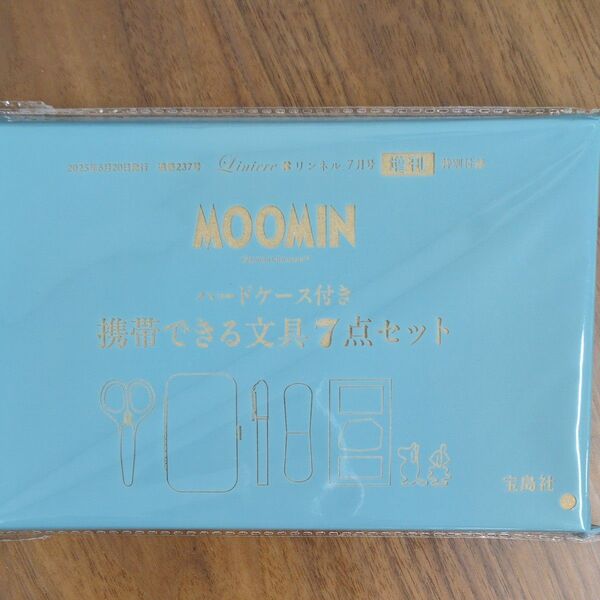 2025年6月20日発行 通巻237号 Liniere リンネル 7月号 増刊 特別付録
MOOMIN
ドケース付き
携帯できる文具7点セット
宝島社